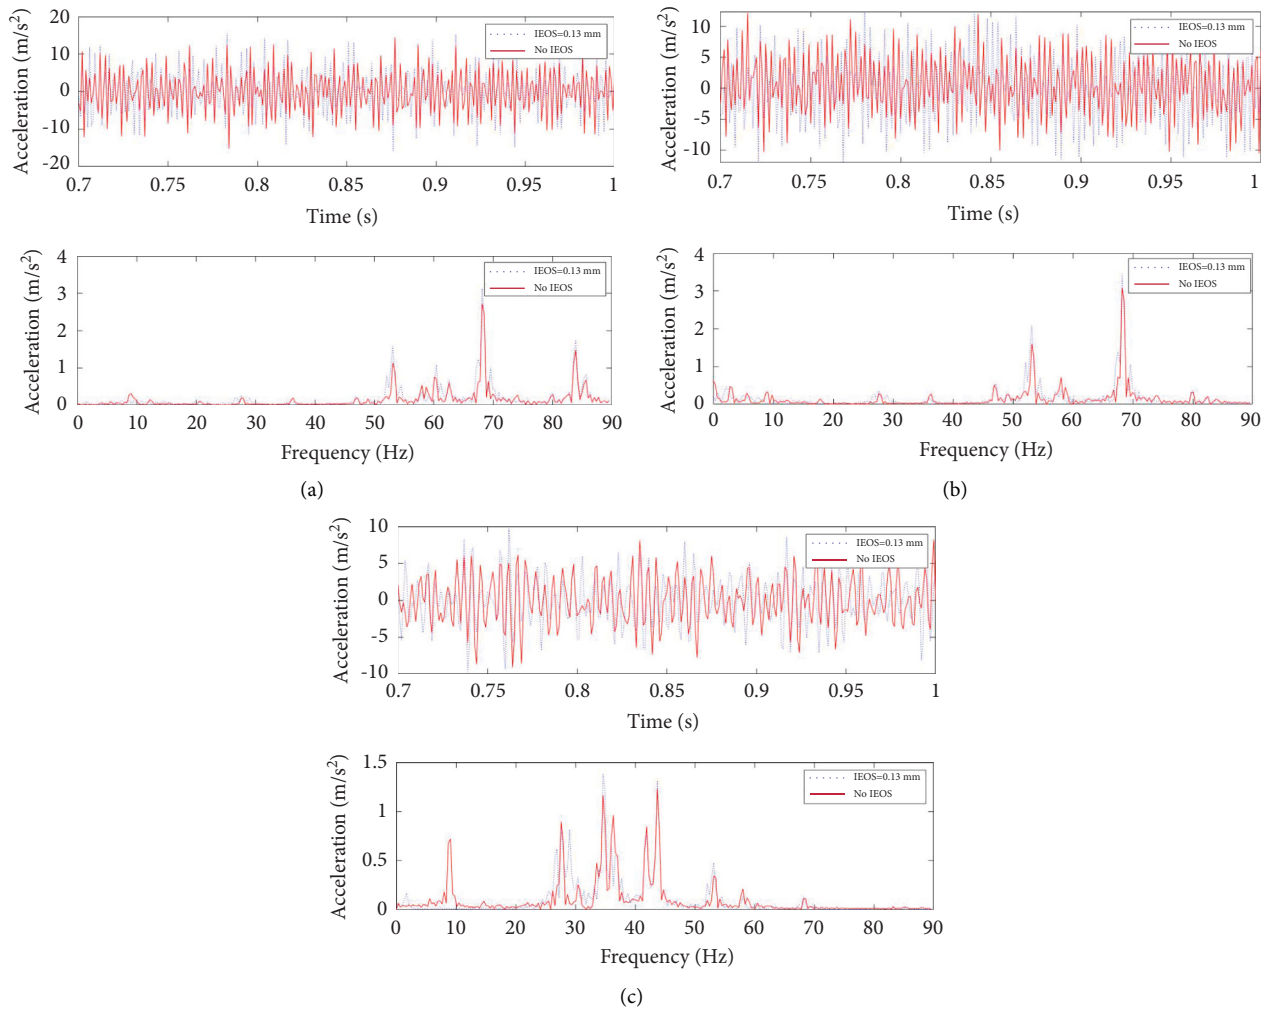 Acceleration (m/s²)
20
10
0
-10
-20
IEOS=0.13 mm
No IEOS
0.7 0.75 0.8 0.85 0.9 0.95 1
Time (s)
Acceleration (m/s²)
4
3
2
1
0
IEOS=0.13 mm
No IEOS
0 10 20 30 40 50 60 70 80 90
Frequency (Hz)
(a)
Acceleration (m/s²)
10
5
0
-5
-10
IEOS=0.13 mm
No IEOS
0.7 0.75 0.8 0.85 0.9 0.95 1
Time (s)
Acceleration (m/s²)
4
3
2
1
0
IEOS=0.13 mm
No IEOS
0 10 20 30 40 50 60 70 80 90
Frequency (Hz)
(b)
Acceleration (m/s²)
10
5
0
-5
-10
IEOS=0.13 mm
No IEOS
0.7 0.75 0.8 0.85 0.9 0.95 1
Time (s)
Acceleration (m/s²)
1.5
1
0.5
0
IEOS=0.13 mm
No IEOS
0 10 20 30 40 50 60 70 80 90
Frequency (Hz)
(c)